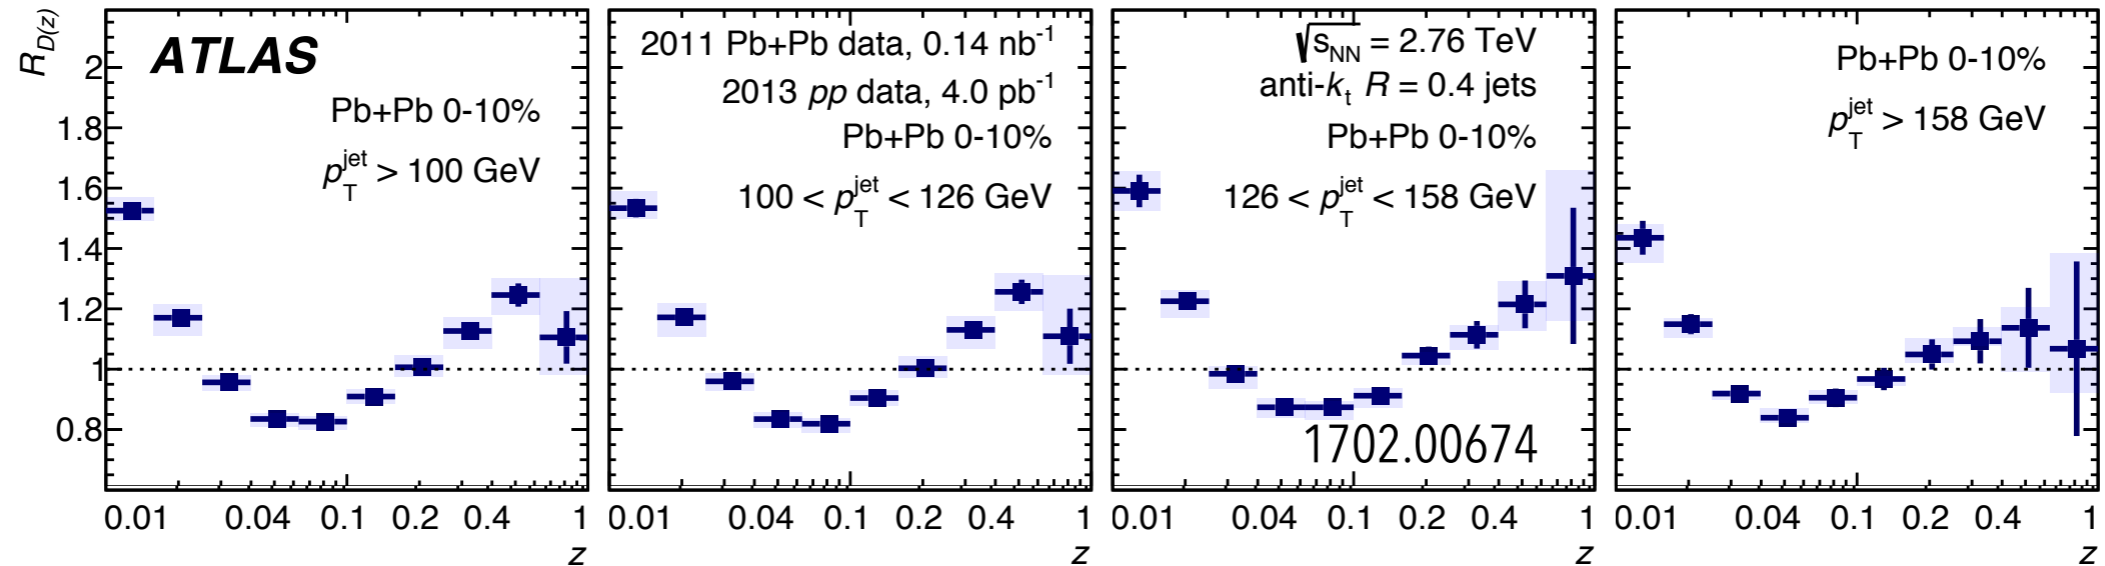 R_{D(z)}
2
1.8
1.6
1.4
1.2
1
0.8
ATLAS
Pb+Pb 0-10%
p_T^{jet} > 100 GeV
0.01 0.04 0.1 0.2 0.4 1
z
2011 Pb+Pb data, 0.14 nb^{-1}
2013 pp data, 4.0 pb^{-1}
Pb+Pb 0-10%
100 < p_T^{jet} < 126 GeV
0.01 0.04 0.1 0.2 0.4 1
z
√s_{NN} = 2.76 TeV
anti-k_t R = 0.4 jets
Pb+Pb 0-10%
126 < p_T^{jet} < 158 GeV
1702.00674
0.01 0.04 0.1 0.2 0.4 1
z
Pb+Pb 0-10%
p_T^{jet} > 158 GeV
0.01 0.04 0.1 0.2 0.4 1
z